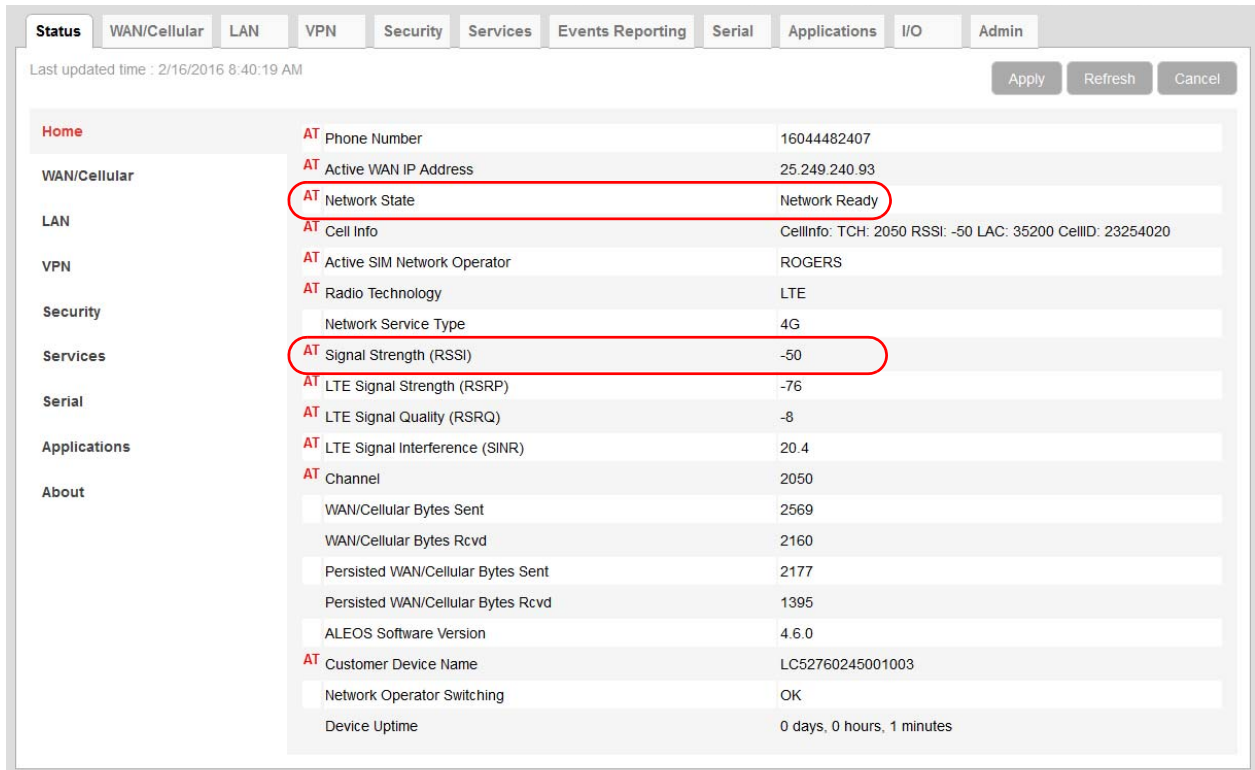 Status WAN/Cellular LAN VPN Security Services Events Reporting Serial Applications I/O Admin
Last updated time : 2/16/2016 8:40:19 AM Apply Refresh Cancel
Home
WAN/Cellular
LAN
VPN
Security
Services
Serial
Applications
About
AT Phone Number 16044482407
AT Active WAN IP Address 25.249.240.93
AT Network State Network Ready
AT Cell Info CellInfo: TCH: 2050 RSSI: -50 LAC: 35200 CellID: 23254020
AT Active SIM Network Operator ROGERS
AT Radio Technology LTE
Network Service Type 4G
AT Signal Strength (RSSI) -50
AT LTE Signal Strength (RSRP) -76
AT LTE Signal Quality (RSRQ) -8
AT LTE Signal Interference (SINR) 20.4
AT Channel 2050
WAN/Cellular Bytes Sent 2569
WAN/Cellular Bytes Rcvd 2160
Persisted WAN/Cellular Bytes Sent 2177
Persisted WAN/Cellular Bytes Rcvd 1395
ALEOS Software Version 4.6.0
AT Customer Device Name LC52760245001003
Network Operator Switching OK
Device Uptime 0 days, 0 hours, 1 minutes